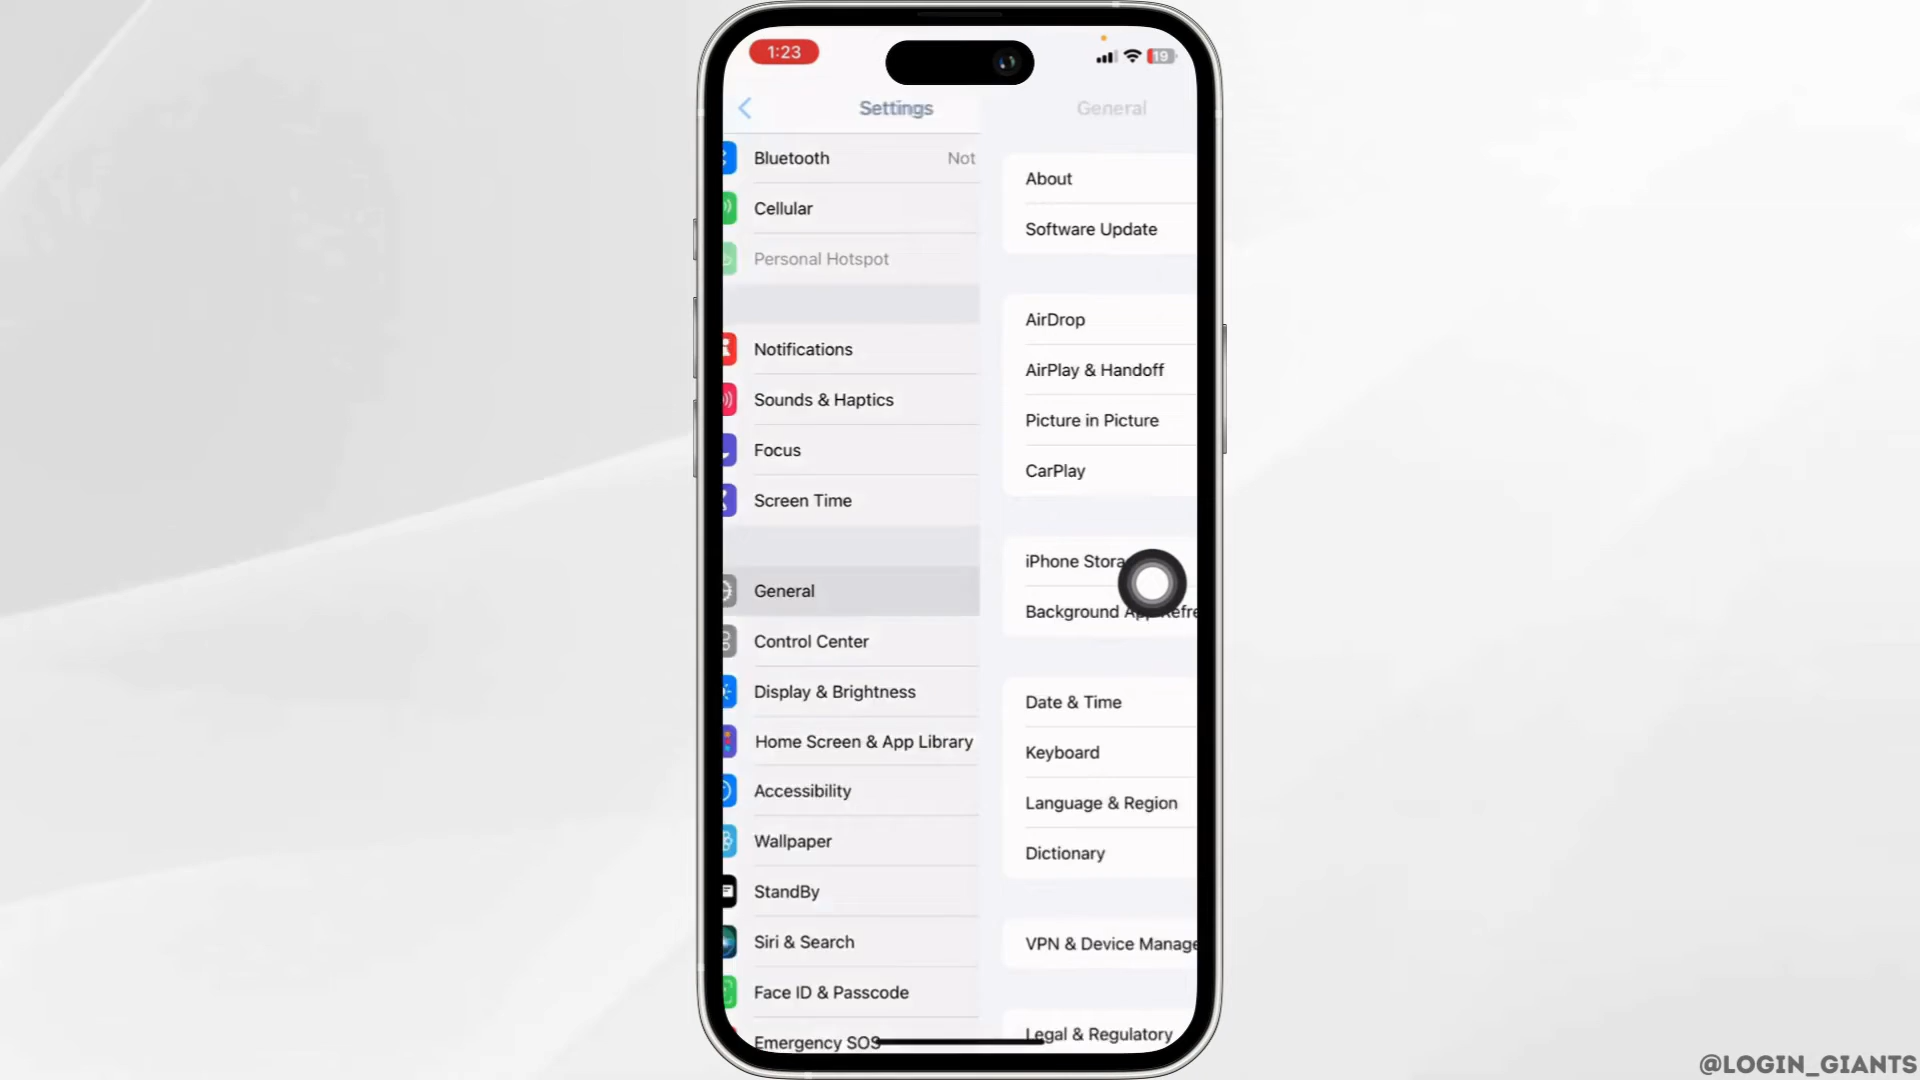 1:23
19
Settings
Bluetooth Not
Cellular
Personal Hotspot
Notifications
Sounds & Haptics
Focus
Screen Time
General
Control Center
Display & Brightness
Home Screen & App Library
Accessibility
Wallpaper
StandBy
Siri & Search
Face ID & Passcode
Emergency SOS
General
About
Software Update
AirDrop
AirPlay & Handoff
Picture in Picture
CarPlay
iPhone Stora
Background App Refre
Date & Time
Keyboard
Language & Region
Dictionary
VPN & Device Manage
Legal & Regulatory
@LOGIN_GIANTS